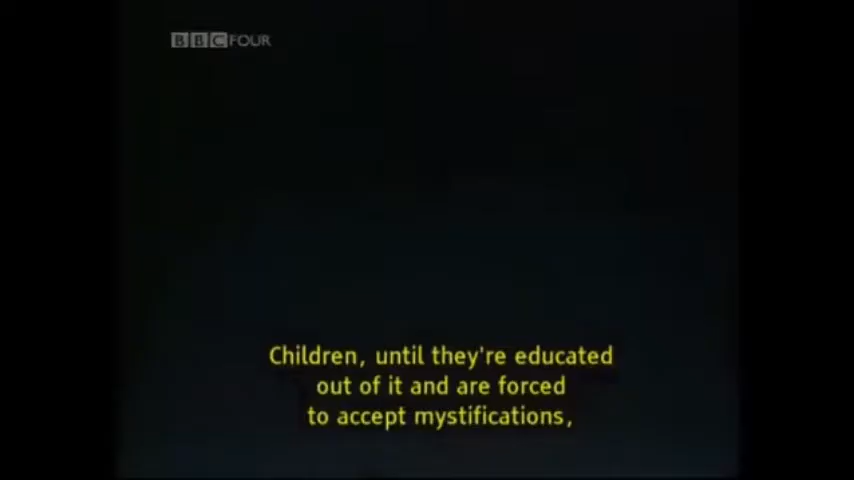 BBC FOUR
Children, until they're educated
out of it and are forced
to accept mystifications,